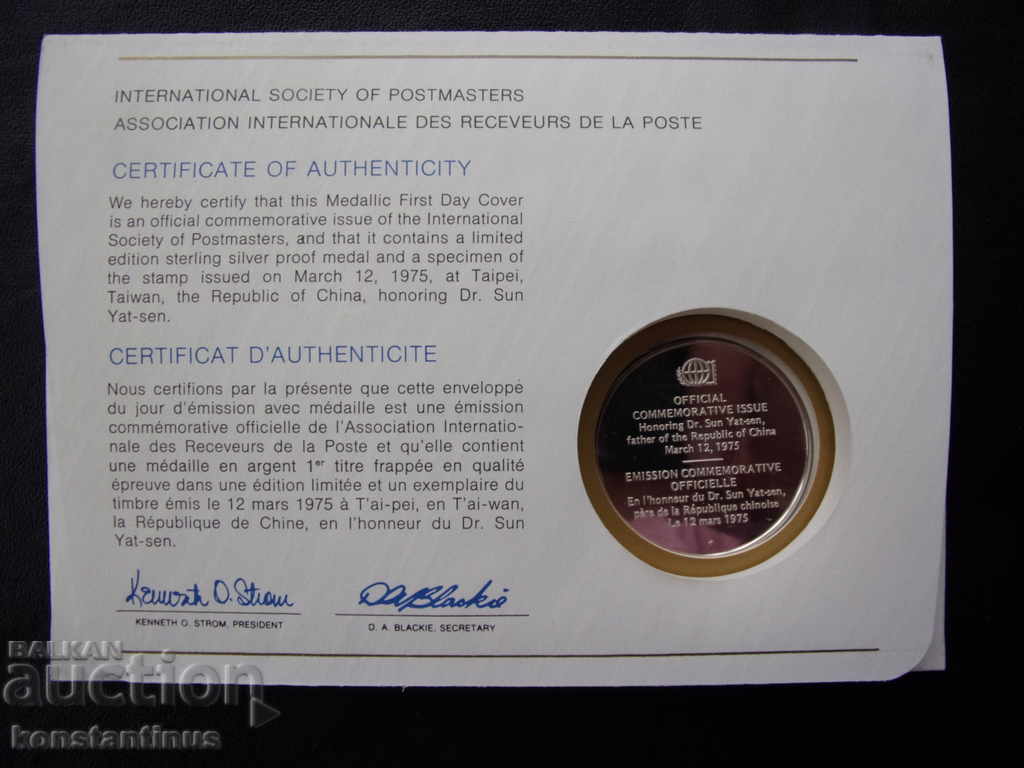 INTERNATIONAL SOCIETY OF POSTMASTERS
ASSOCIATION INTERNATIONALE DES RECEVEURS DE LA POSTE
CERTIFICATE OF AUTHENTICITY
We hereby certify that this Medallic First Day Cover
is an official commemorative issue of the International
Society of Postmasters, and that it contains a limited
edition sterling silver proof medal and a specimen of
the stamp issued on March 12, 1975, at Taipei,
Taiwan, the Republic of China, honoring Dr. Sun
Yat-sen.
CERTIFICAT D'AUTHENTICITE
Nous certifions par la présente que cette enveloppe
du jour d'émission avec médaille est une émission
commémorative officielle de l'Association Internatio-
nale des Receveurs de la Poste et qu'elle contient
une médaille en argent 1er titre frappée en qualité
épreuve dans une édition limitée et un exemplaire du
timbre émis le 12 mars 1975 à T'ai-pei, en T'ai-wan,
la République de Chine, en l'honneur du Dr. Sun
Yat-sen.
Kenneth O. Strom
KENNETH O. STROM, PRESIDENT
D A Blackie
D. A. BLACKIE, SECRETARY
OFFICIAL
COMMEMORATIVE ISSUE
Honoring Dr. Sun Yat-sen,
father of the Republic of China
March 12, 1975
EMISSION COMMEMORATIVE
OFFICIELLE
En l'honneur du Dr. Sun Yat-sen,
père de la République chinoise
Le 12 mars 1975
BALKAN
auction
konstantinus